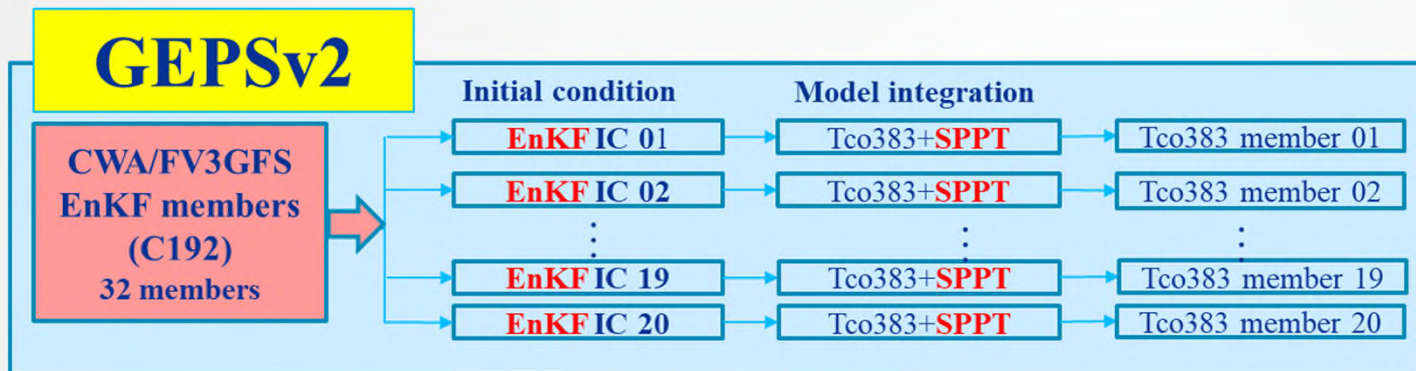 GEPSv2
Initial condition
Model integration
CWA/FV3GFS
EnKF members
(C192)
32 members
EnKF IC 01
Tco383+SPPT
Tco383 member 01
EnKF IC 02
Tco383+SPPT
Tco383 member 02
EnKF IC 19
Tco383+SPPT
Tco383 member 19
EnKF IC 20
Tco383+SPPT
Tco383 member 20